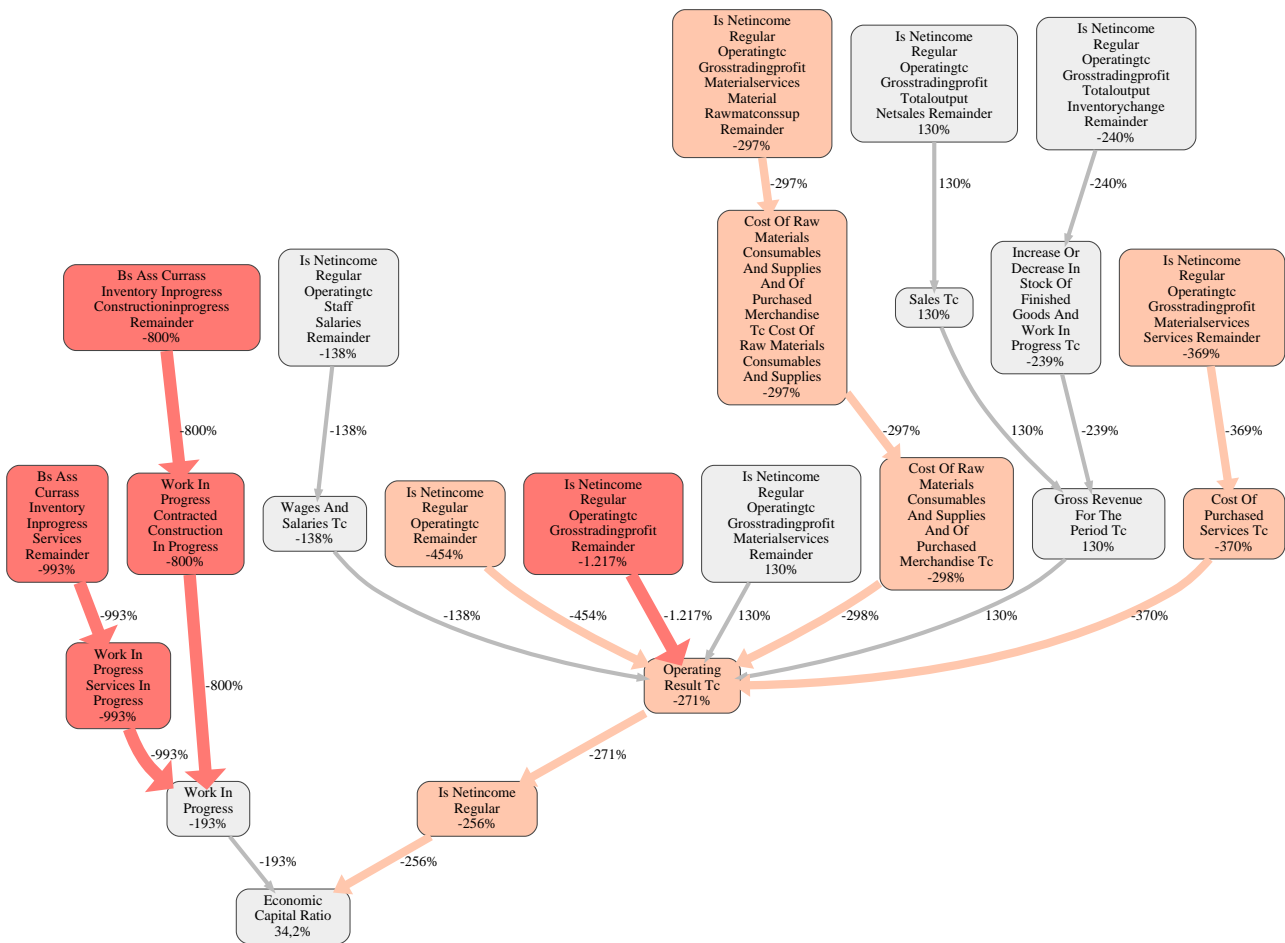 Is Netincome
Regular
Operatingtc
Grosstradingprofit
Materialservices
Material
Rawmatconssup
Remainder
-297%
Is Netincome
Regular
Operatingtc
Grosstradingprofit
Totaloutput
Netsales Remainder
130%
Is Netincome
Regular
Operatingtc
Grosstradingprofit
Totaloutput
Inventorychange
Remainder
-240%
-297%
130%
-240%
Bs Ass Currass
Inventory Inprogress
Constructioninprogress
Remainder
-800%
Is Netincome
Regular
Operatingtc
Staff
Salaries
Remainder
-138%
Cost Of Raw
Materials
Consumables
And Supplies
And Of
Purchased
Merchandise
Tc Cost Of
Raw Materials
Consumables
And Supplies
-297%
Sales Tc
130%
Increase Or
Decrease In
Stock Of
Finished
Goods And
Work In
Progress Tc
-239%
Is Netincome
Regular
Operatingtc
Grosstradingprofit
Materialservices
Services Remainder
-369%
-800%
-138%
-297%
130%
-239%
-369%
Bs Ass
Currass
Inventory
Inprogress
Services
Remainder
-993%
Work In
Progress
Contracted
Construction
In Progress
-800%
Wages And
Salaries Tc
-138%
Is Netincome
Regular
Operatingtc
Remainder
-454%
Is Netincome
Regular
Operatingtc
Grosstradingprofit
Remainder
-1.217%
Is Netincome
Regular
Operatingtc
Grosstradingprofit
Materialservices
Remainder
130%
Cost Of Raw
Materials
Consumables
And Supplies
And Of
Purchased
Merchandise Tc
-298%
Gross Revenue
For The
Period Tc
130%
Cost Of
Purchased
Services Tc
-370%
-993%
-138%
-454%
-1.217%
130%
-298%
130%
-370%
Work In
Progress
Services In
Progress
-993%
-800%
Operating
Result Tc
-271%
-993%
-271%
Work In
Progress
-193%
Is Netincome
Regular
-256%
-193%
-256%
Economic
Capital Ratio
34,2%